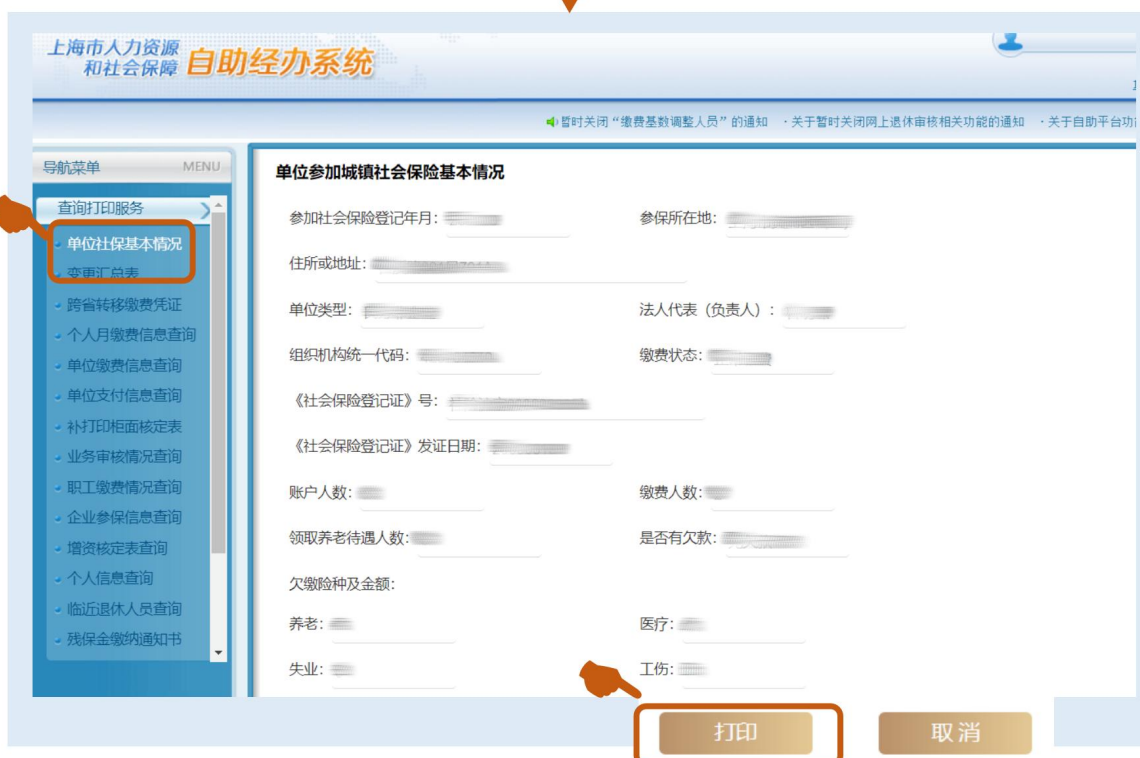 上海市人力资源
和社会保障 自助经办系统
暂时关闭“缴费基数调整人员”的通知 ·关于暂时关闭网上退休审核相关功能的通知 ·关于自助平台功
导航菜单 MENU
查询打印服务
单位社保基本情况
变更汇总表
跨省转移缴费凭证
个人月缴费信息查询
单位缴费信息查询
单位支付信息查询
补打印柜面核定表
业务审核情况查询
职工缴费情况查询
企业参保信息查询
增资核定表查询
个人信息查询
临近退休人员查询
残保金缴纳通知书
单位参加城镇社会保险基本情况
参加社会保险登记年月： 参保所在地：
住所或地址：
单位类型： 法人代表（负责人）：
组织机构统一代码： 缴费状态：
《社会保险登记证》号：
《社会保险登记证》发证日期：
账户人数： 缴费人数：
领取养老待遇人数： 是否有欠款：
欠缴险种及金额：
养老： 医疗：
失业： 工伤：
打印 取消